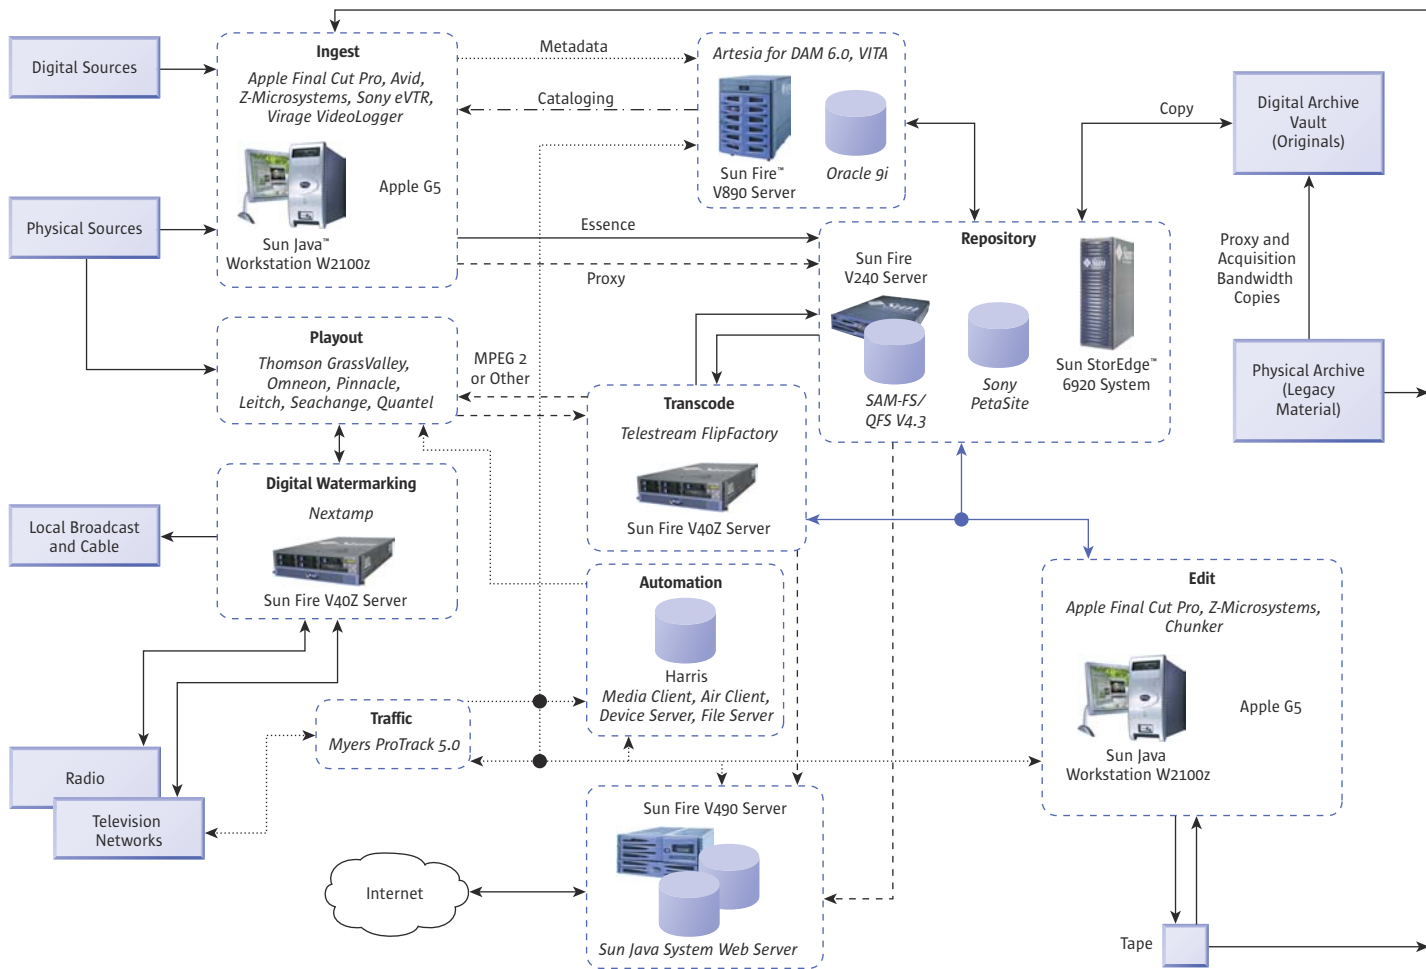 Digital Sources
Ingest
Apple Final Cut Pro, Avid,
Z-Microsystems, Sony eVTR,
Virage VideoLogger
Apple G5
Sun Java™
Workstation W2100z
Metadata
Cataloging
Artesia for DAM 6.0, VITA
Sun Fire™
V890 Server
Oracle 9i
Copy
Digital Archive
Vault
(Originals)
Physical Sources
Essence
Proxy
Repository
Sun Fire
V240 Server
SAM-FS/
QFS V4.3
Sony
PetaSite
Sun StorEdge™
6920 System
Proxy and
Acquisition
Bandwidth
Copies
Physical Archive
(Legacy
Material)
Playout
Thomson GrassValley,
Omneon, Pinnacle,
Leitch, Seachange, Quantel
MPEG 2
or Other
Transcode
Telestream FlipFactory
Sun Fire V40Z Server
Digital Watermarking
Nextamp
Sun Fire V40Z Server
Local Broadcast
and Cable
Automation
Harris
Media Client, Air Client,
Device Server, File Server
Edit
Apple Final Cut Pro, Z-Microsystems,
Chunker
Apple G5
Sun Java
Workstation W2100z
Traffic
Myers ProTrack 5.0
Radio
Television
Networks
Sun Fire V490 Server
Sun Java System Web Server
Internet
Tape